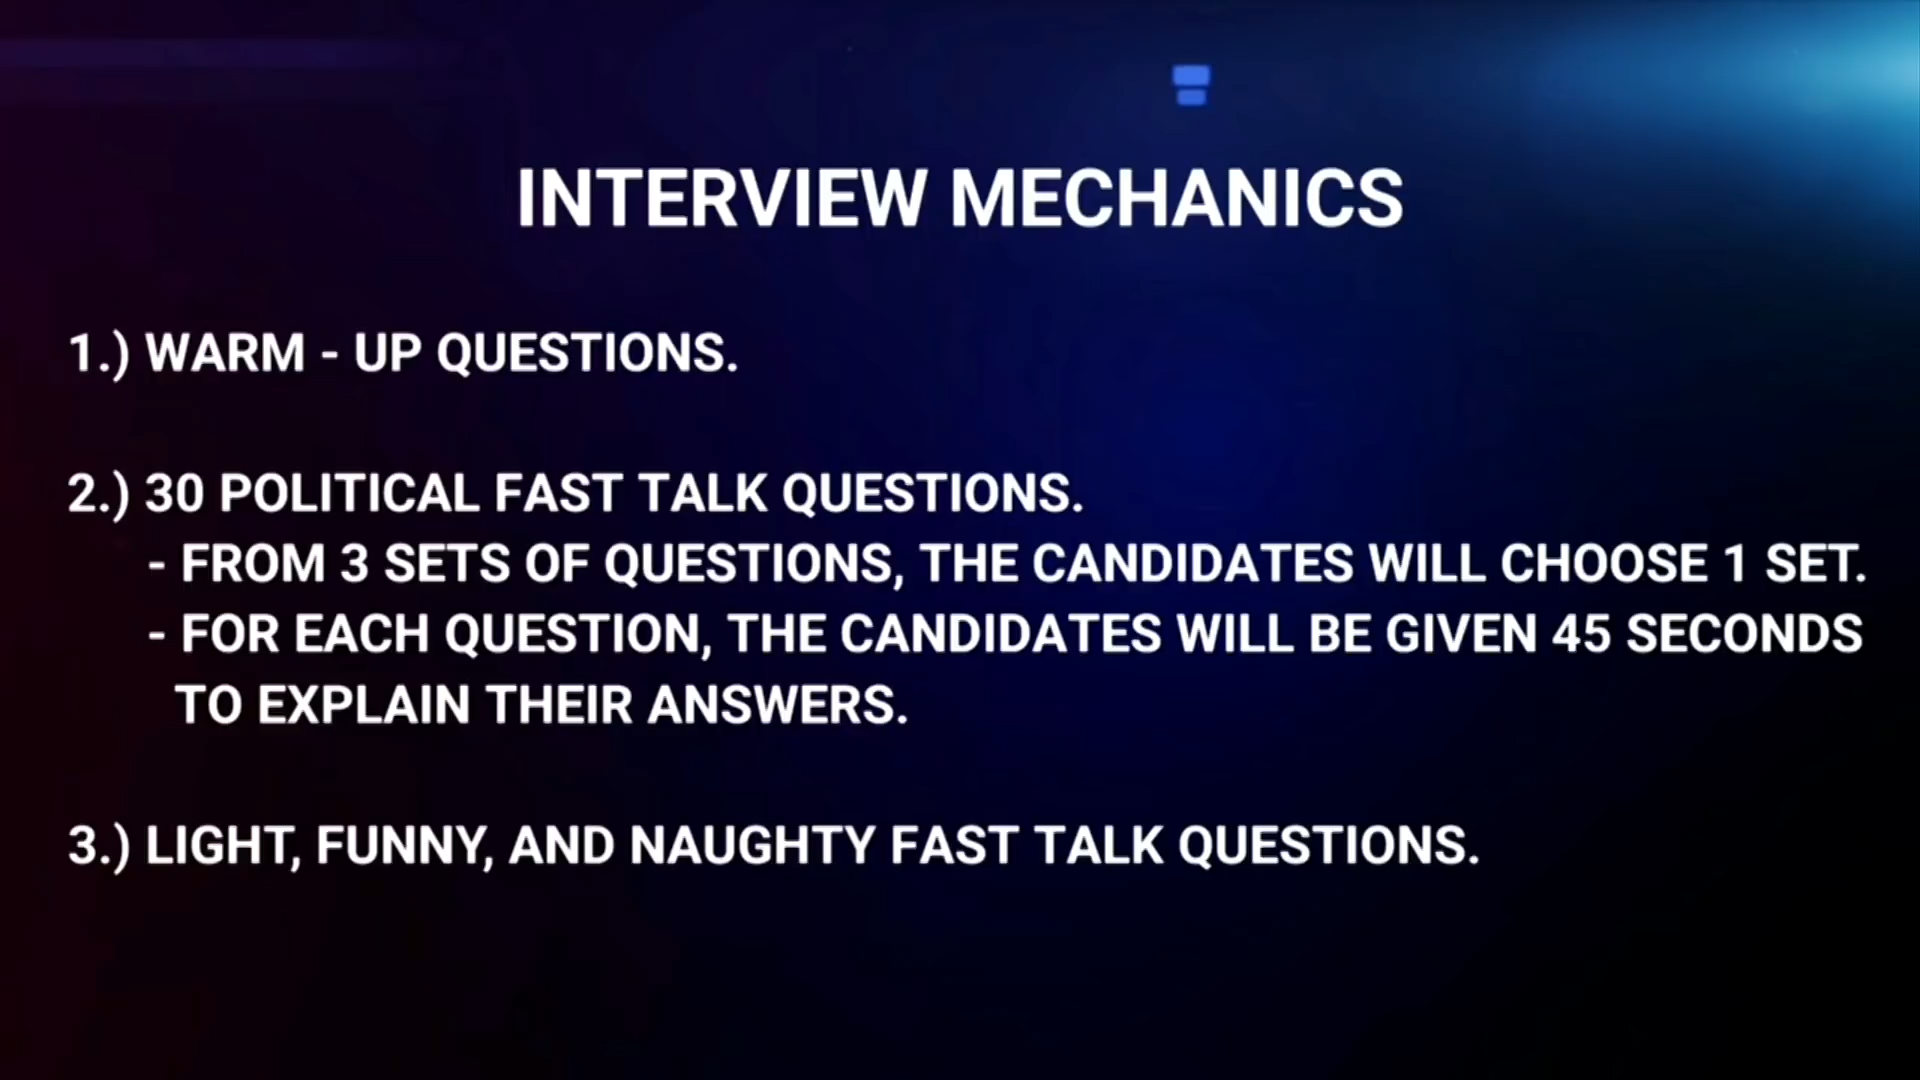 INTERVIEW MECHANICS
1.) WARM - UP QUESTIONS.
2.) 30 POLITICAL FAST TALK QUESTIONS.
- FROM 3 SETS OF QUESTIONS, THE CANDIDATES WILL CHOOSE 1 SET.
- FOR EACH QUESTION, THE CANDIDATES WILL BE GIVEN 45 SECONDS
TO EXPLAIN THEIR ANSWERS.
3.) LIGHT, FUNNY, AND NAUGHTY FAST TALK QUESTIONS.